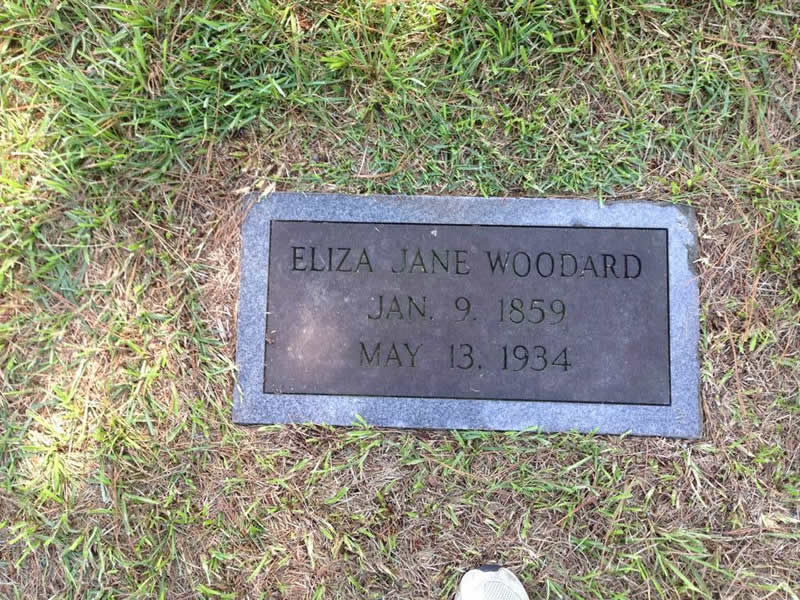 ELIZA JANE WOODARD
JAN. 9. 1859
MAY 13, 1934